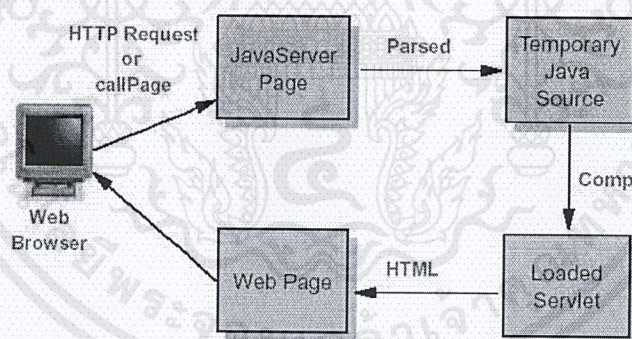 HTTP Request
or
callPage
JavaServer
Page
Parsed
Temporary
Java
Source
Comp
Web
Browser
Web Page
HTML
Loaded
Servlet